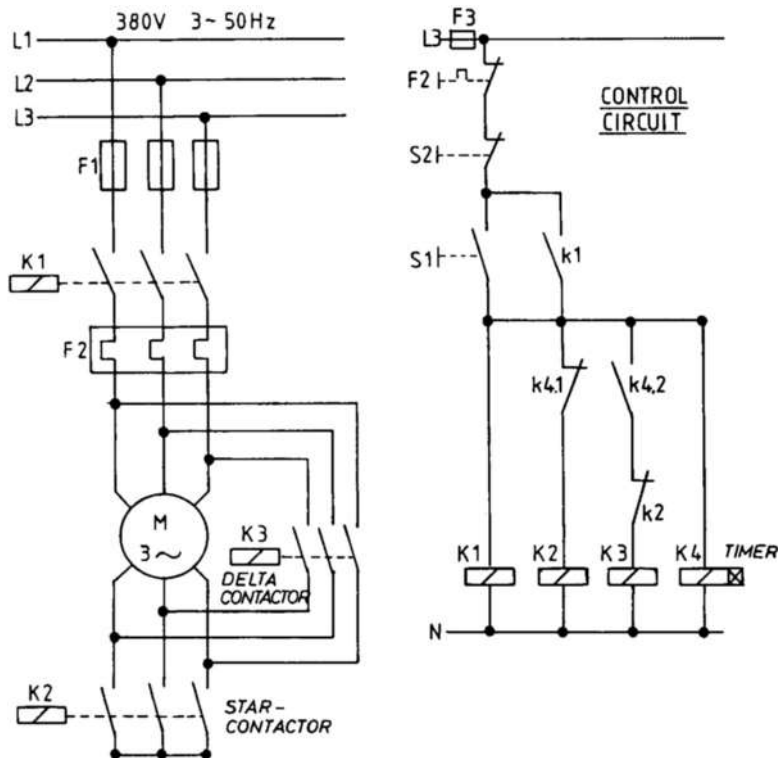 380V 3~50Hz
L1
L2
L3
F1
K1
F2
M
3~
K3
DELTA
CONTACTOR
K2
STAR-
CONTACTOR
F3
L3
F2
CONTROL
CIRCUIT
S2
S1
k1
k4,1
k4,2
k2
K1
K2
K3
K4
TIMER
N